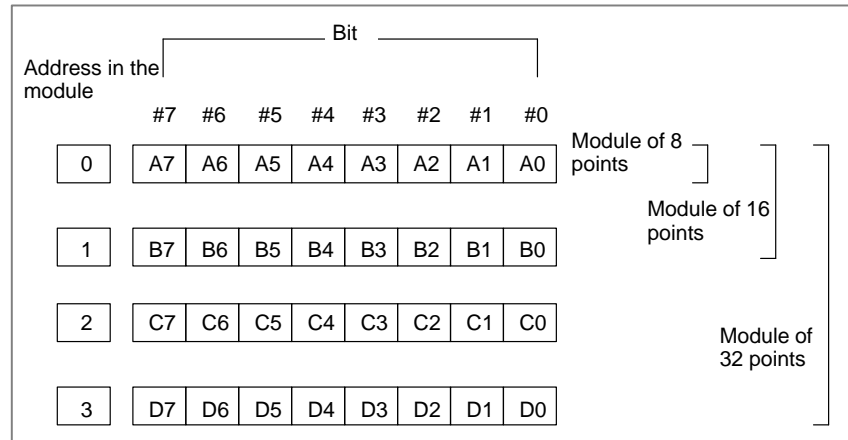 Bit
Address in the
module
#7 #6 #5 #4 #3 #2 #1 #0
0 A7 A6 A5 A4 A3 A2 A1 A0
Module of 8
points
Module of 16
points
1 B7 B6 B5 B4 B3 B2 B1 B0
2 C7 C6 C5 C4 C3 C2 C1 C0
Module of
32 points
3 D7 D6 D5 D4 D3 D2 D1 D0